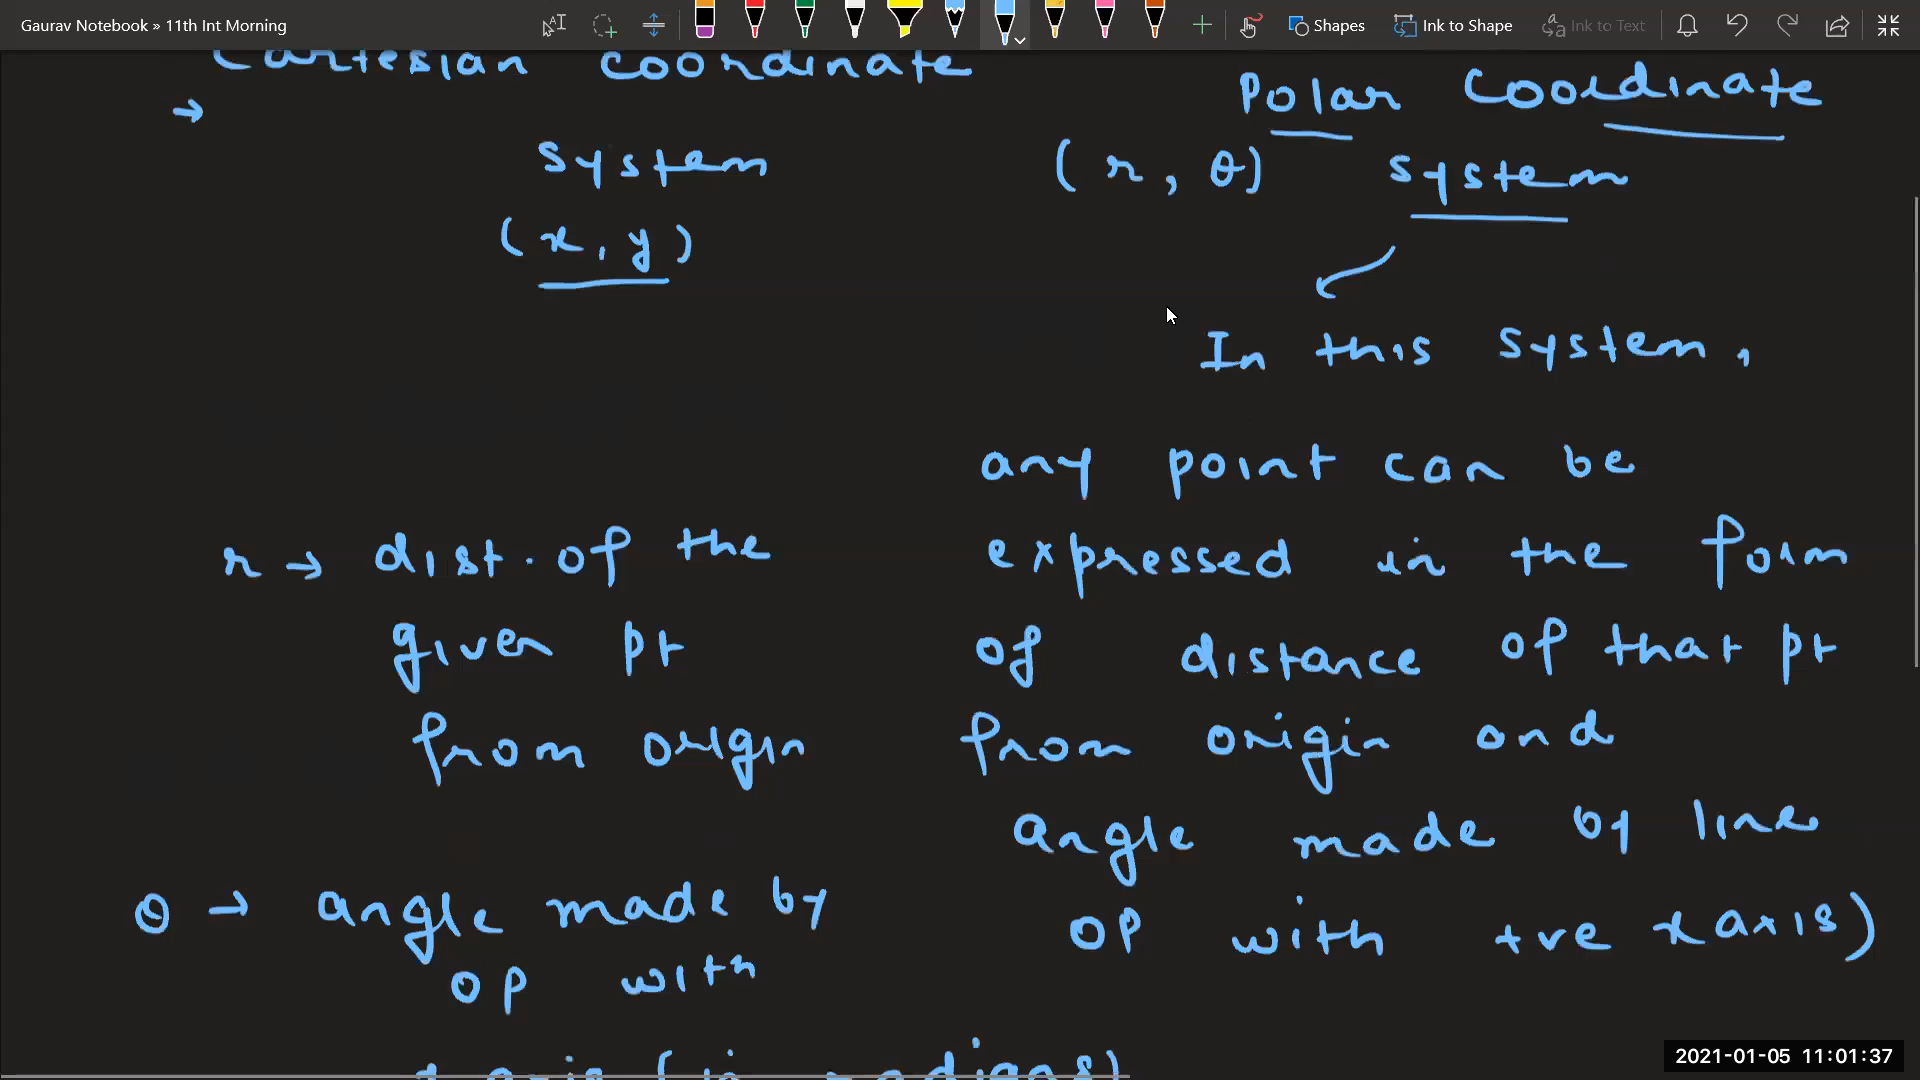 Gaurav Notebook » 11th Int Morning
Shapes
Ink to Shape
Ink to Text
→ Cartesian coordinate
system
(x, y)
Polar Coordinate
(r, θ) system
In this system,
any point can be
expressed in the form
of distance of that pt
from origin and
angle made by line
OP with +ve x axis)
r → dist. of the
given pt
from origin
θ → angle made by
OP with
x axis (in radians)
2021-01-05 11:01:37